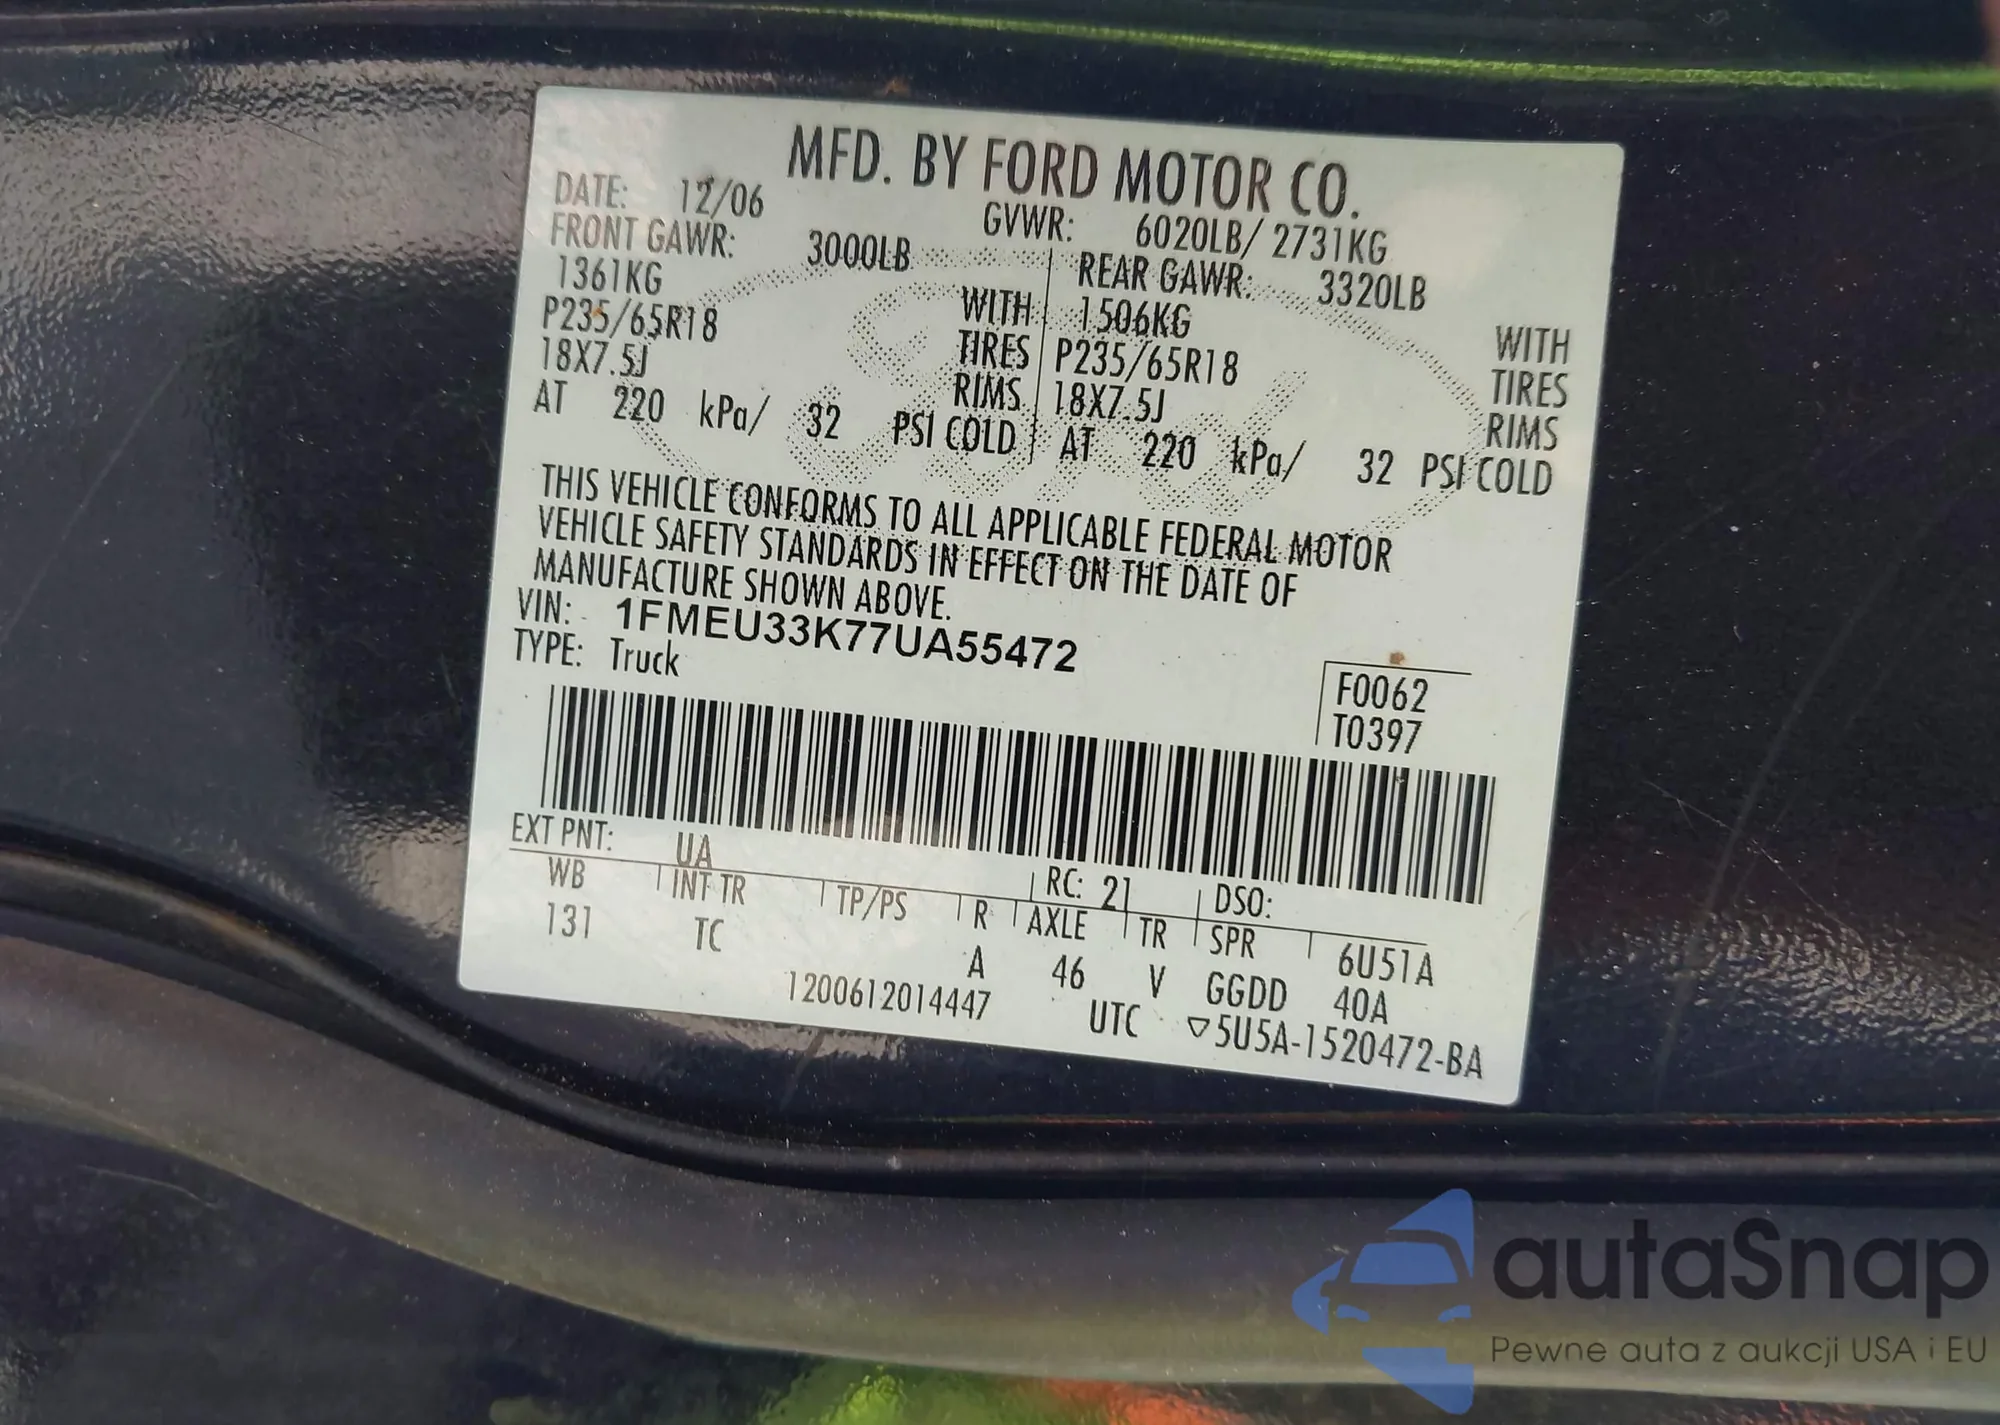 MFD. BY FORD MOTOR CO.
DATE: 12/06 GVWR: 6020LB/ 2731KG
FRONT GAWR: 3000LB REAR GAWR: 3320LB
1361KG WITH 1506KG WITH
P235/65R18 TIRES P235/65R18 TIRES
18X7.5J RIMS 18X7.5J RIMS
AT 220 kPa/ 32 PSI COLD AT 220 kPa/ 32 PSI COLD
THIS VEHICLE CONFORMS TO ALL APPLICABLE FEDERAL MOTOR
VEHICLE SAFETY STANDARDS IN EFFECT ON THE DATE OF
MANUFACTURE SHOWN ABOVE.
VIN: 1FMEU33K77UA55472
TYPE: Truck
F0062
T0397
EXT PNT: UA RC: 21 DSO:
WB INT TR TP/PS R AXLE TR SPR 6U51A
131 TC A 46 V GGDD 40A
1200612014447 UTC ▽5U5A-1520472-BA
autaSnap
Pewne auta z aukcji USA i EU